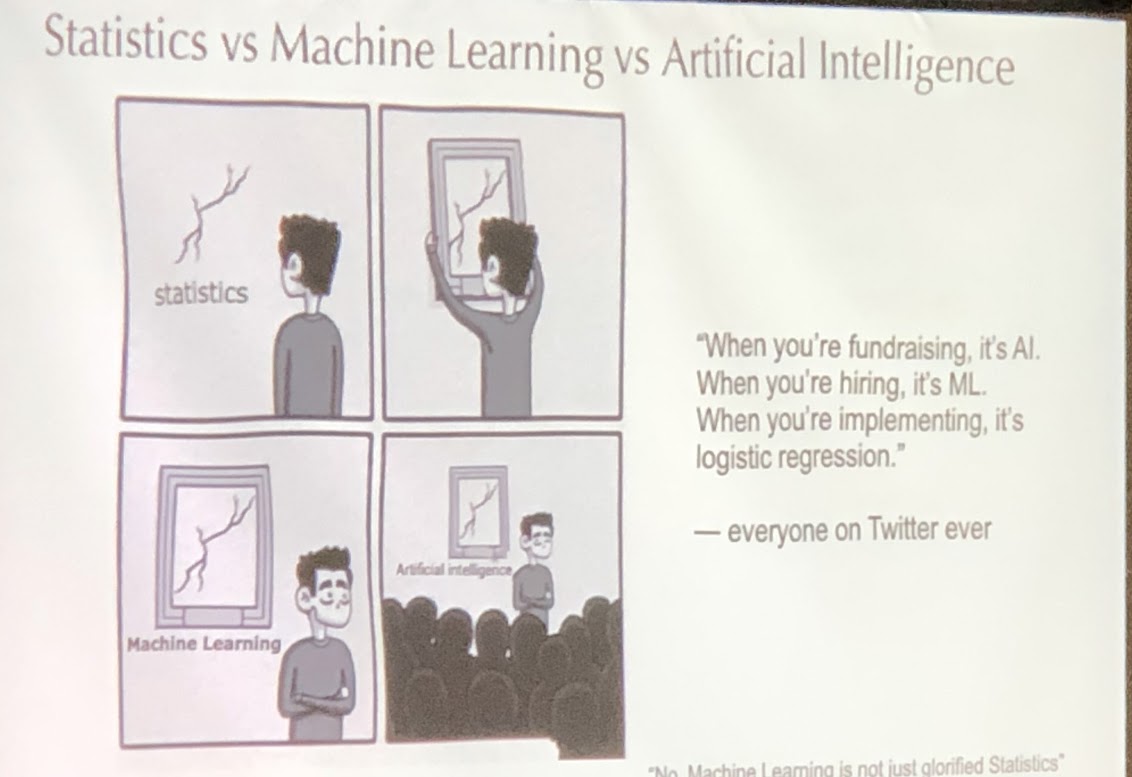 Statistics vs Machine Learning vs Artificial Intelligence
statistics
Machine Learning
Artificial intelligence
“When you're fundraising, it's AI.
When you're hiring, it's ML.
When you're implementing, it's
logistic regression.”
— everyone on Twitter ever
“No, Machine Learning is not just glorified Statistics”